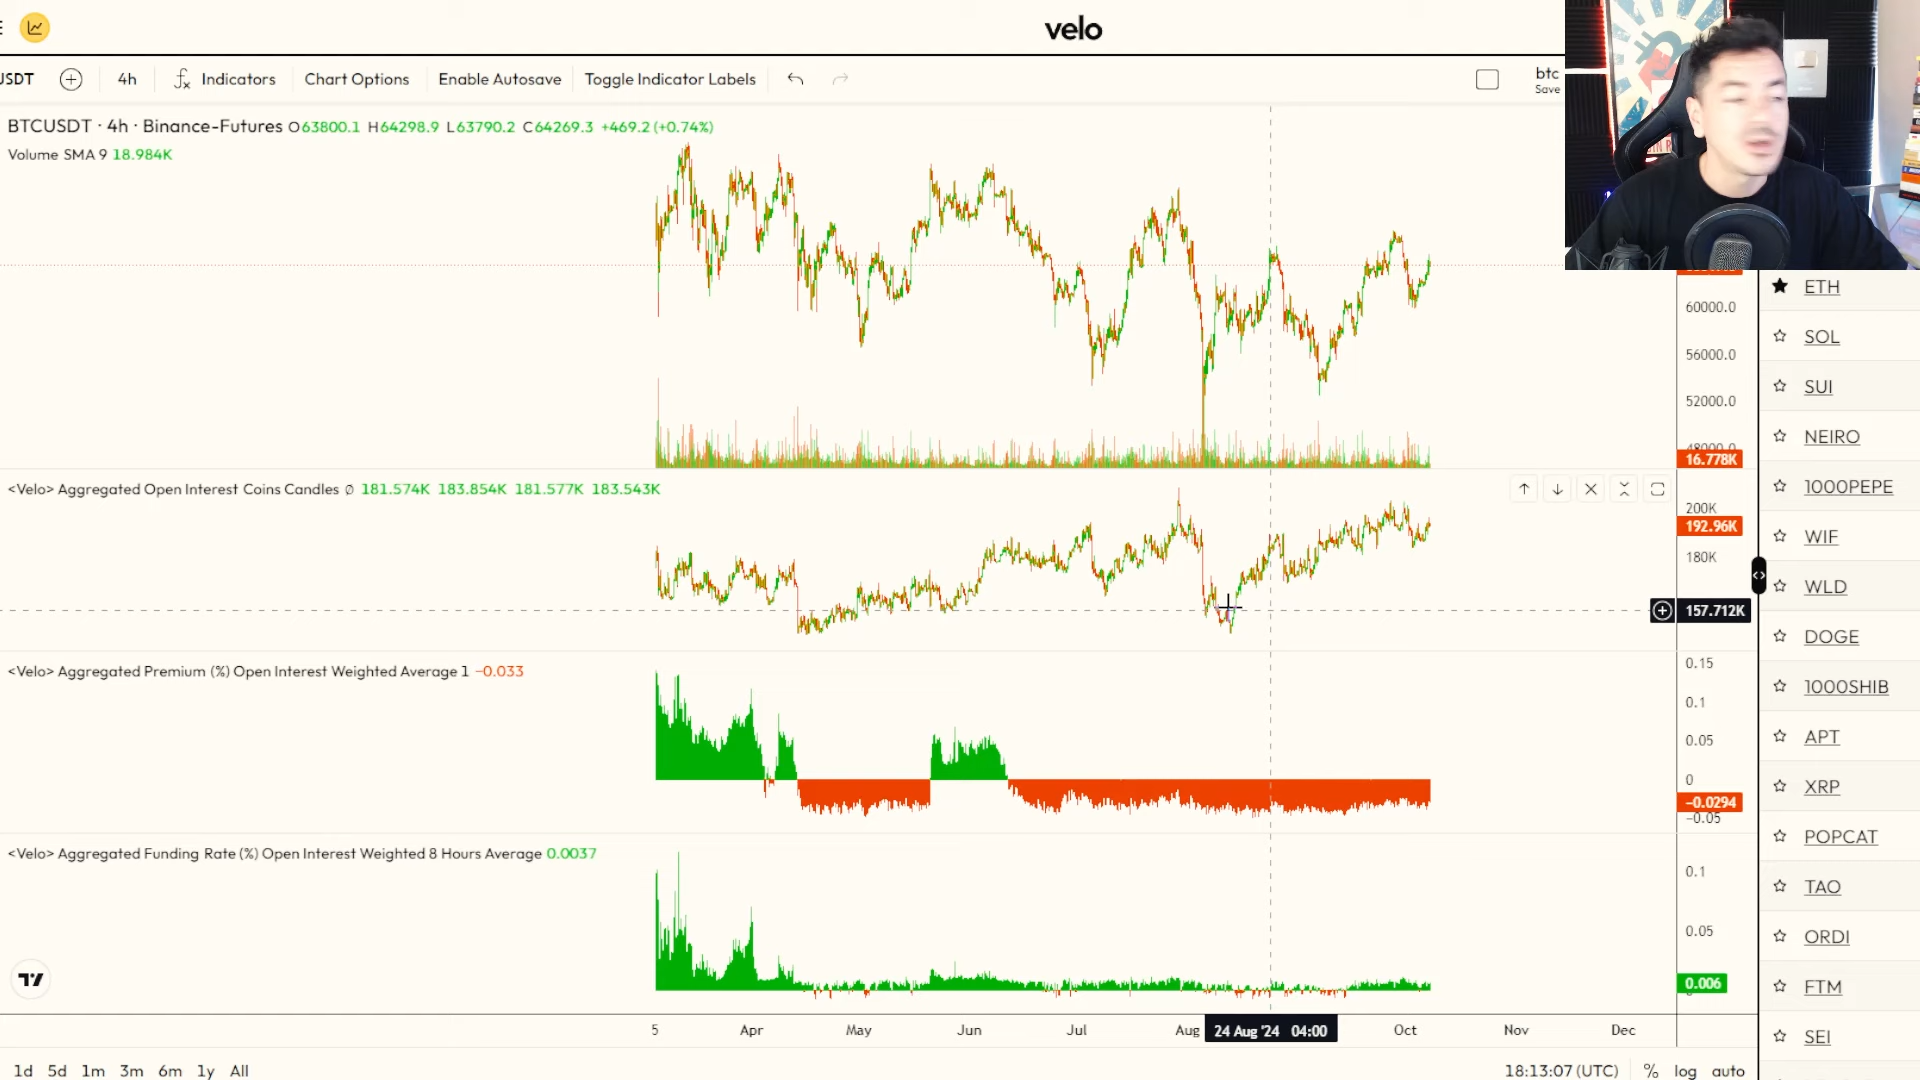 velo
USDT 4h Indicators Chart Options Enable Autosave Toggle Indicator Labels btc
Save
BTCUSDT · 4h · Binance-Futures O63800.1 H64298.9 L63790.2 C64269.3 +469.2 (+0.74%)
Volume SMA 9 18.984K
60000.0
56000.0
52000.0
48000.0
16.778K
<Velo> Aggregated Open Interest Coins Candles ∅ 181.574K 183.854K 181.577K 183.543K
200K
192.96K
180K
157.712K
<Velo> Aggregated Premium (%) Open Interest Weighted Average 1 −0.033
0.15
0.1
0.05
0
−0.0294
−0.05
<Velo> Aggregated Funding Rate (%) Open Interest Weighted 8 Hours Average 0.0037
0.1
0.05
0.006
5 Apr May Jun Jul Aug 24 Aug '24 04:00 Oct Nov Dec
1d 5d 1m 3m 6m 1y All 18:13:07 (UTC) % log auto
ETH
SOL
SUI
NEIRO
1000PEPE
WIF
WLD
DOGE
1000SHIB
APT
XRP
POPCAT
TAO
ORDI
FTM
SEI